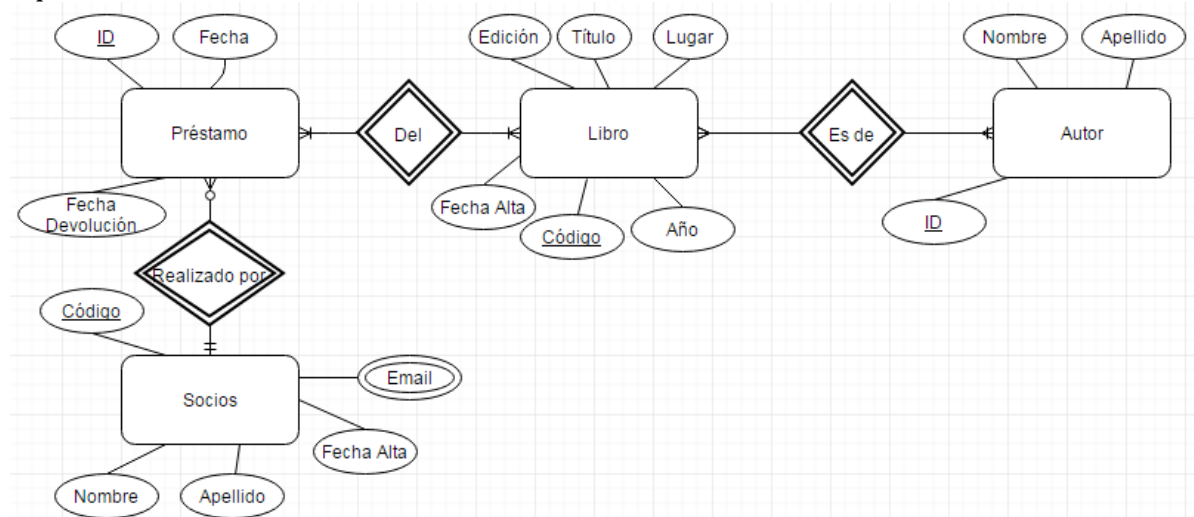 ID
Fecha
Edición
Título
Lugar
Nombre
Apellido
Préstamo
Del
Libro
Es de
Autor
Fecha
Devolución
Fecha Alta
Código
Año
ID
Realizado por
Código
Socios
Email
Fecha Alta
Nombre
Apellido